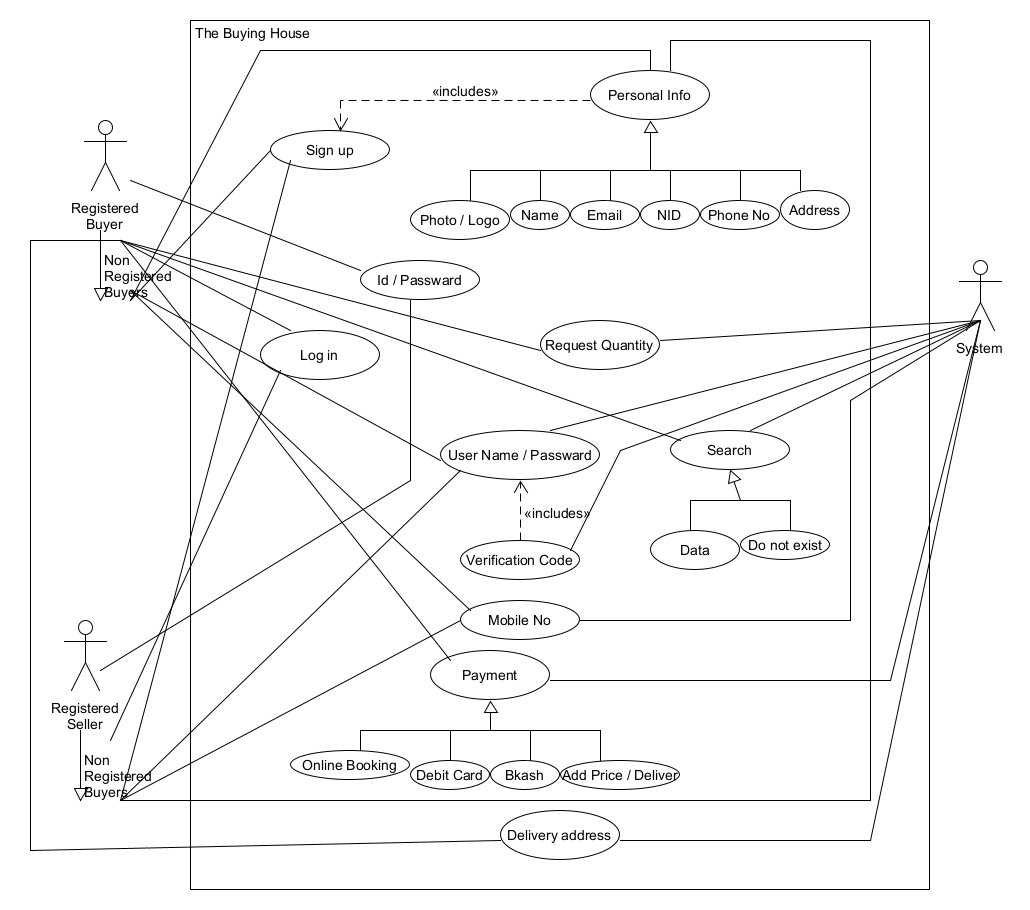 The Buying House
«includes»
Personal Info
Sign up
Photo / Logo
Name
Email
NID
Phone No
Address
Registered
Buyer
Non
Registered
Buyers
Id / Password
Request Quantity
System
Log in
User Name / Password
Search
«includes»
Data
Do not exist
Verification Code
Mobile No
Payment
Registered
Seller
Non
Registered
Buyers
Online Booking
Debit Card
Bkash
Add Price / Deliver
Delivery address